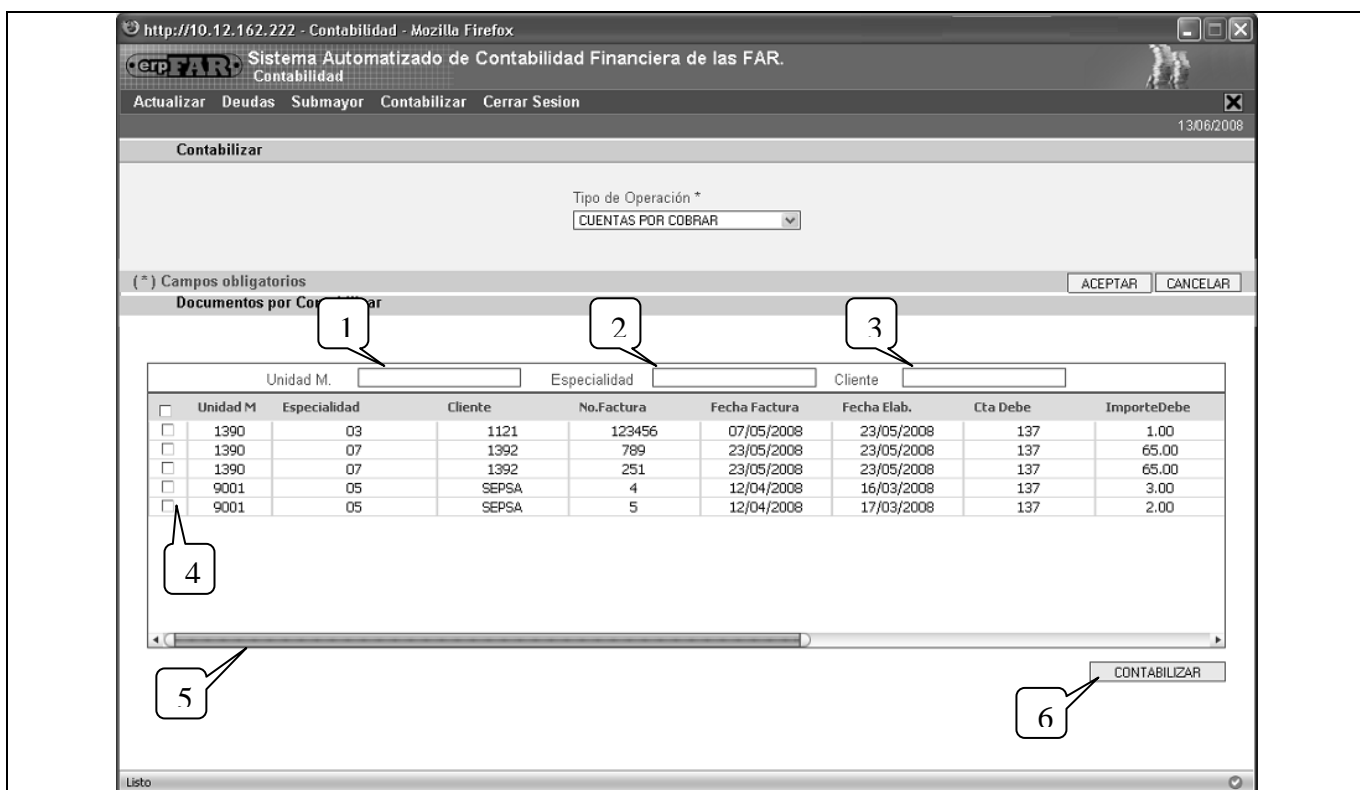 http://10.12.162.222 - Contabilidad - Mozilla Firefox
erpFAR Sistema Automatizado de Contabilidad Financiera de las FAR.
Contabilidad
Actualizar Deudas Submayor Contabilizar Cerrar Sesion
13/06/2008
Contabilizar
Tipo de Operación *
CUENTAS POR COBRAR
(*) Campos obligatorios ACEPTAR CANCELAR
Documentos por
1 2 3
Unidad M. Especialidad Cliente
Unidad M Especialidad Cliente No.Factura Fecha Factura Fecha Elab. Cta Debe ImporteDebe
1390 03 1121 123456 07/05/2008 23/05/2008 137 1.00
1390 07 1392 789 23/05/2008 23/05/2008 137 65.00
1390 07 1392 251 23/05/2008 23/05/2008 137 65.00
9001 05 SEPSA 4 12/04/2008 16/03/2008 137 3.00
9001 05 SEPSA 5 12/04/2008 17/03/2008 137 2.00
4
5
CONTABILIZAR
6
Listo